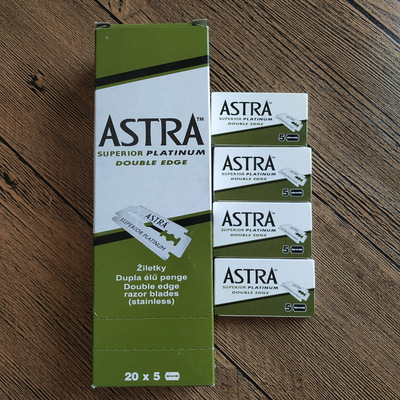 ASTRA™
SUPERIOR PLATINUM
DOUBLE EDGE
ASTRA
SUPERIOR PLATINUM
Žiletky
Dupla élű penge
Double edge
razor blades
(stainless)
20 x 5
ASTRA
SUPERIOR PLATINUM
DOUBLE EDGE
5
ASTRA
SUPERIOR PLATINUM
DOUBLE EDGE
5
ASTRA
SUPERIOR PLATINUM
DOUBLE EDGE
5
ASTRA
SUPERIOR PLATINUM
DOUBLE EDGE
5